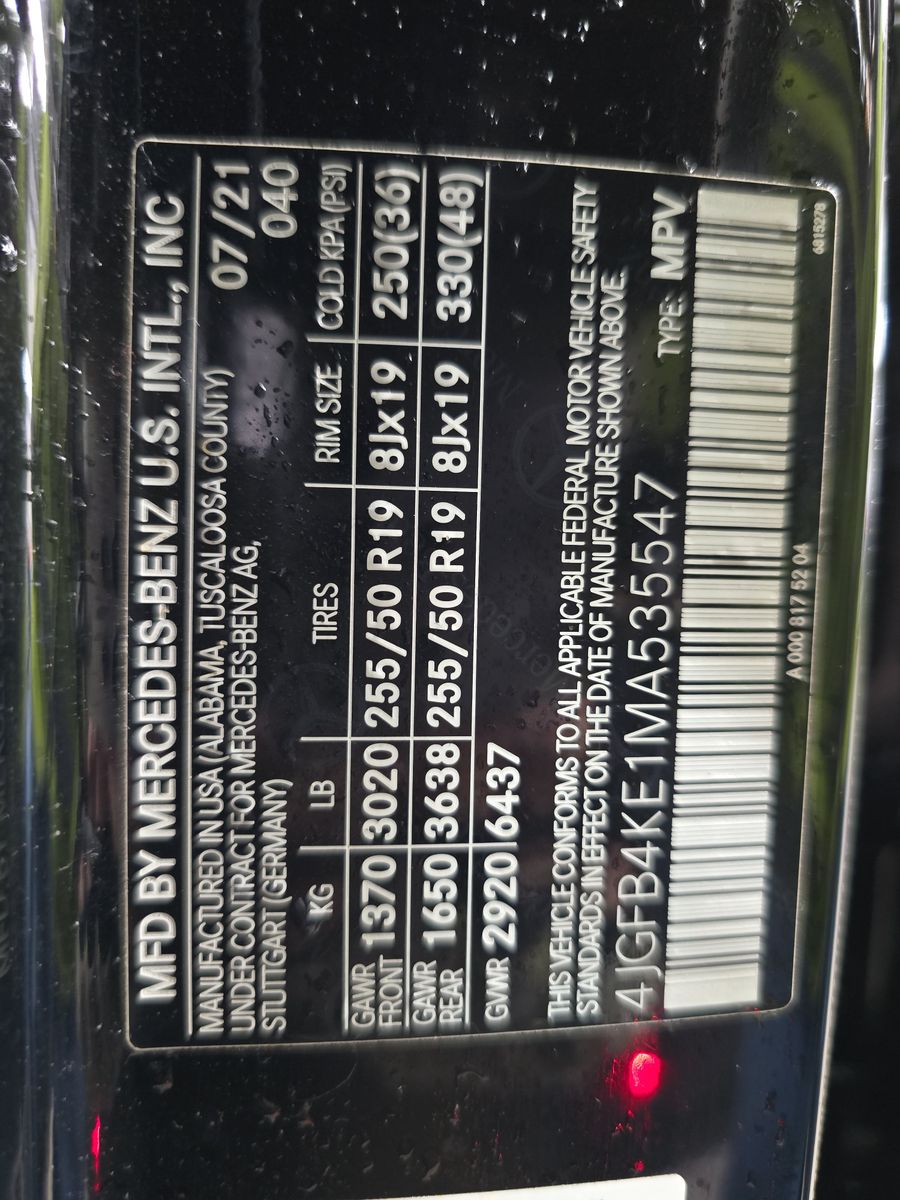 MFD BY MERCEDES-BENZ U.S. INTL., INC
MANUFACTURED IN USA (ALABAMA, TUSCALOOSA COUNTY) 07/21
UNDER CONTRACT FOR MERCEDES-BENZ AG, 040
STUTTGART (GERMANY)
KG LB TIRES RIM SIZE COLD KPA (PSI)
GAWR FRONT 1370 3020 255/50 R19 8Jx19 250(36)
GAWR REAR 1650 3638 255/50 R19 8Jx19 330(48)
GVWR 2920 6437
THIS VEHICLE CONFORMS TO ALL APPLICABLE FEDERAL MOTOR VEHICLE SAFETY
STANDARDS IN EFFECT ON THE DATE OF MANUFACTURE SHOWN ABOVE.
4JGFB4KE1MA535547 TYPE: MPV
A 000 817 52 04